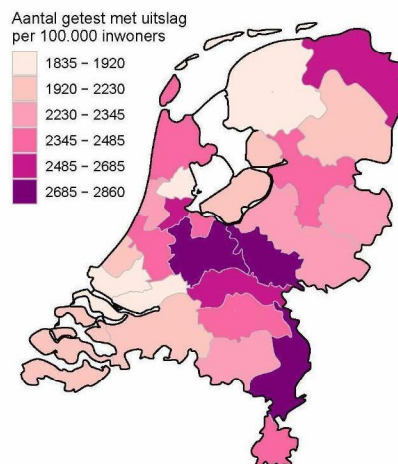 Aantal getest met uitslag
per 100.000 inwoners
1835 – 1920
1920 – 2230
2230 – 2345
2345 – 2485
2485 – 2685
2685 – 2860